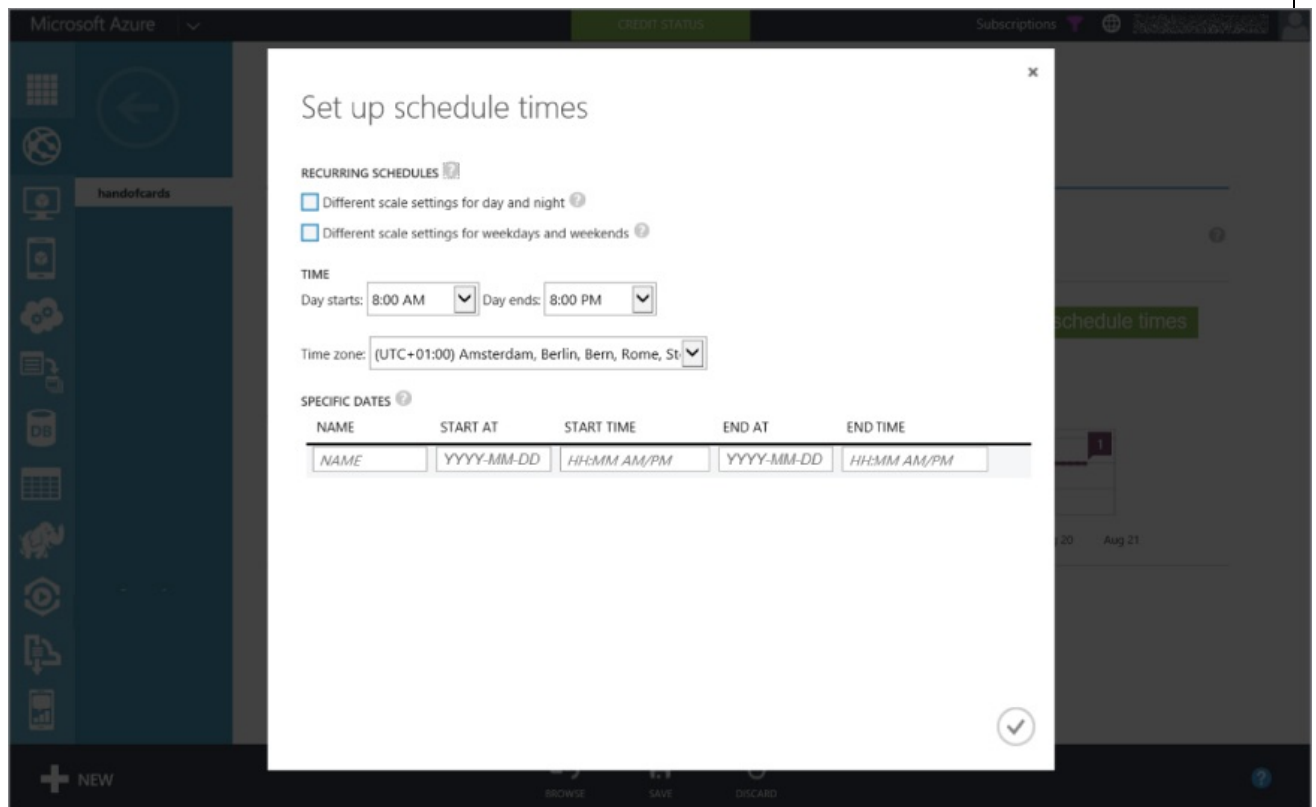 Microsoft Azure
CREDIT STATUS
Subscriptions
Set up schedule times
RECURRING SCHEDULES ?
handofcards
Different scale settings for day and night ?
Different scale settings for weekdays and weekends ?
?
TIME
Day starts: 8:00 AM Day ends: 8:00 PM
schedule times
Time zone: (UTC+01:00) Amsterdam, Berlin, Bern, Rome, St
SPECIFIC DATES ?
NAME START AT START TIME END AT END TIME
DB
1
NAME YYYY-MM-DD HH:MM AM/PM YYYY-MM-DD HH:MM AM/PM
20 Aug 21
NEW
?
BROWSE SAVE DISCARD